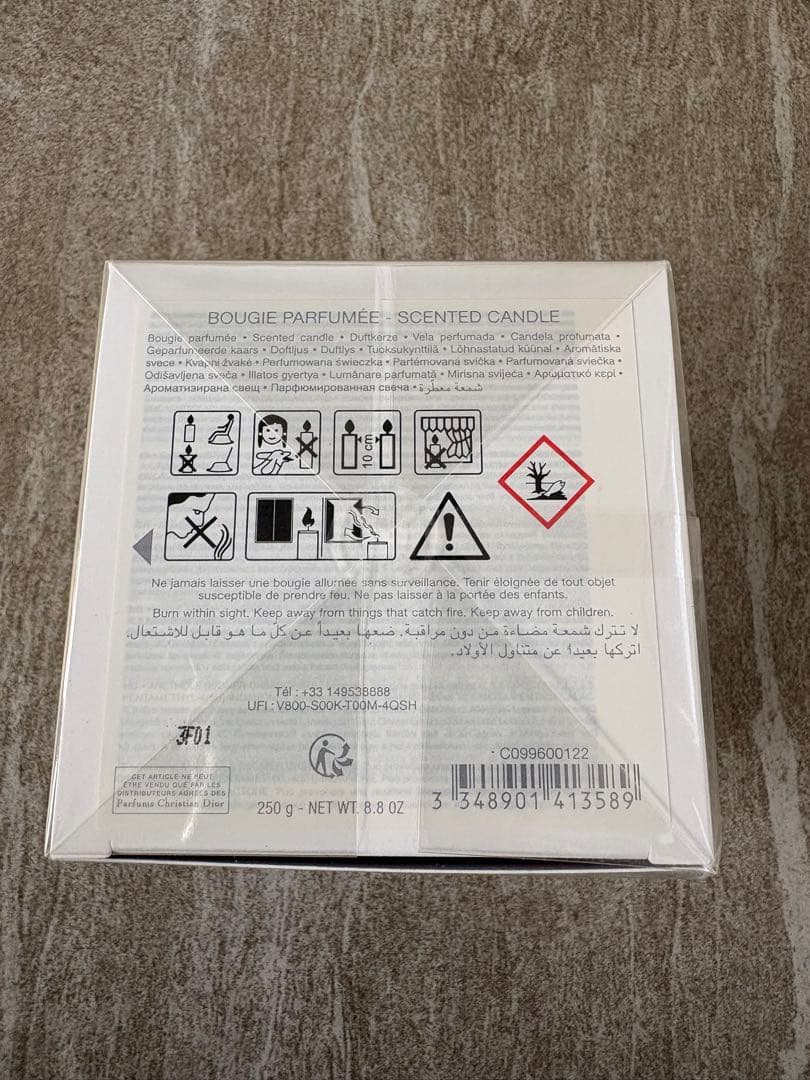 BOUGIE PARFUMÉE - SCENTED CANDLE
Bougie parfumée • Scented candle • Duftkerze • Vela perfumada • Candela profumata •
Geparfumeerde kaars • Doftljus • Duftlys • Tuoksukynttilä • Lõhnastatud küünal • Aromātiska
svece • Kvapni žvakė • Perfumowana świeczka • Parfémovaná svíčka • Parfumovaná sviečka •
Odišavljena sveča • Illatos gyertya • Lumânare parfumată • Mirisna svijeća • Αρωματικό κερί •
Ароматизирана свещ • Парфюмированная свеча • شمعة معطّرة
10 cm
Ne jamais laisser une bougie allumée sans surveillance. Tenir éloignée de tout objet
susceptible de prendre feu. Ne pas laisser à la portée des enfants.
Burn within sight. Keep away from things that catch fire. Keep away from children.
لا تترك شمعة مضاءة من دون مراقبة. ضعها بعيداً عن كلّ ما هو قابل للاشتعال.
اتركها بعيداً عن متناول الأولاد.
Tél : +33 149538888
UFI : V800-S00K-T00M-4QSH
3F01
CET ARTICLE NE PEUT
ÊTRE VENDU QUE PAR LES
DISTRIBUTEURS AGRÉÉS DES
Parfums Christian Dior
250 g - NET WT. 8.8 OZ
C099600122
3 348901 413589